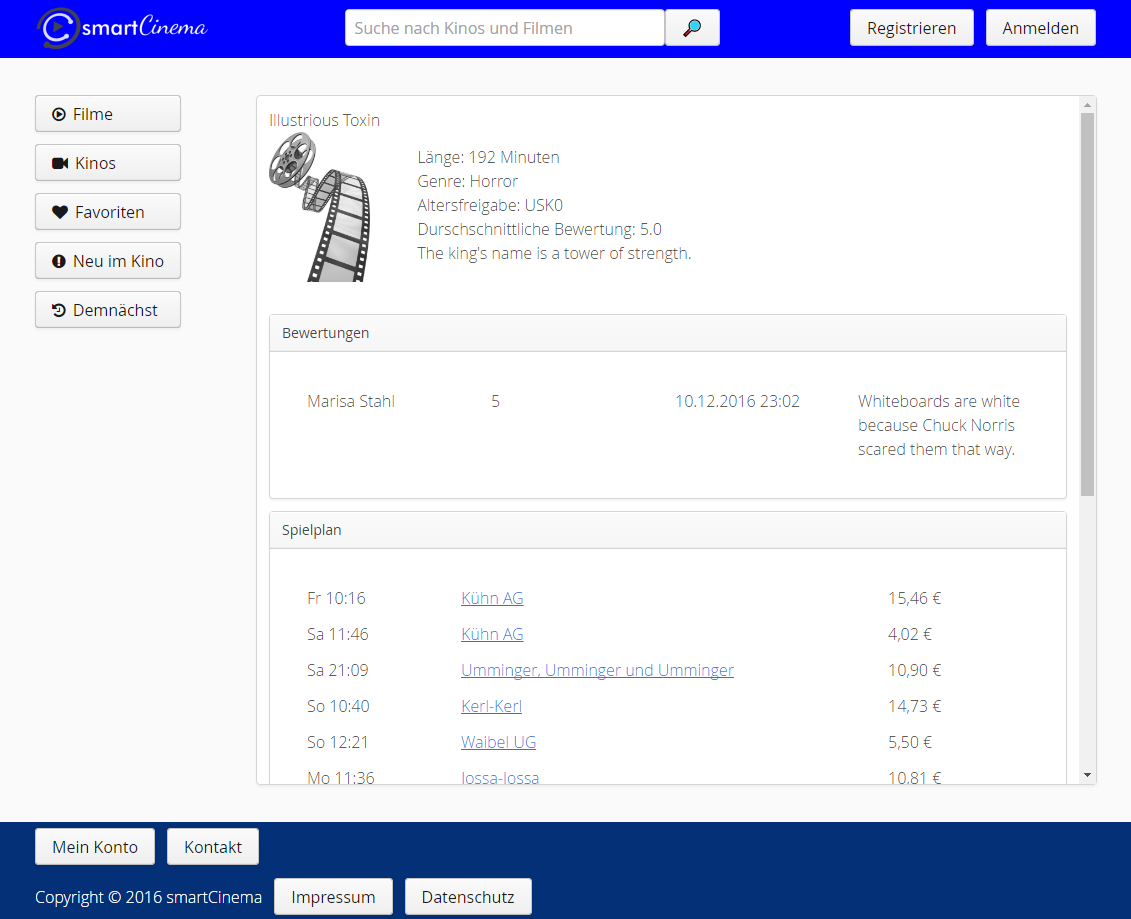 smartCinema
Suche nach Kinos und Filmen
Registrieren
Anmelden
Filme
Kinos
Favoriten
Neu im Kino
Demnächst
Illustrious Toxin
Länge: 192 Minuten
Genre: Horror
Altersfreigabe: USK0
Durschschnittliche Bewertung: 5.0
The king's name is a tower of strength.
Bewertungen
Marisa Stahl 5 10.12.2016 23:02 Whiteboards are white
because Chuck Norris
scared them that way.
Spielplan
Fr 10:16 Kühn AG 15,46 €
Sa 11:46 Kühn AG 4,02 €
Sa 21:09 Umminger, Umminger und Umminger 10,90 €
So 10:40 Kerl-Kerl 14,73 €
So 12:21 Waibel UG 5,50 €
Mo 11:36 Jossa-Jossa 10,81 €
Mein Konto Kontakt
Copyright © 2016 smartCinema Impressum Datenschutz